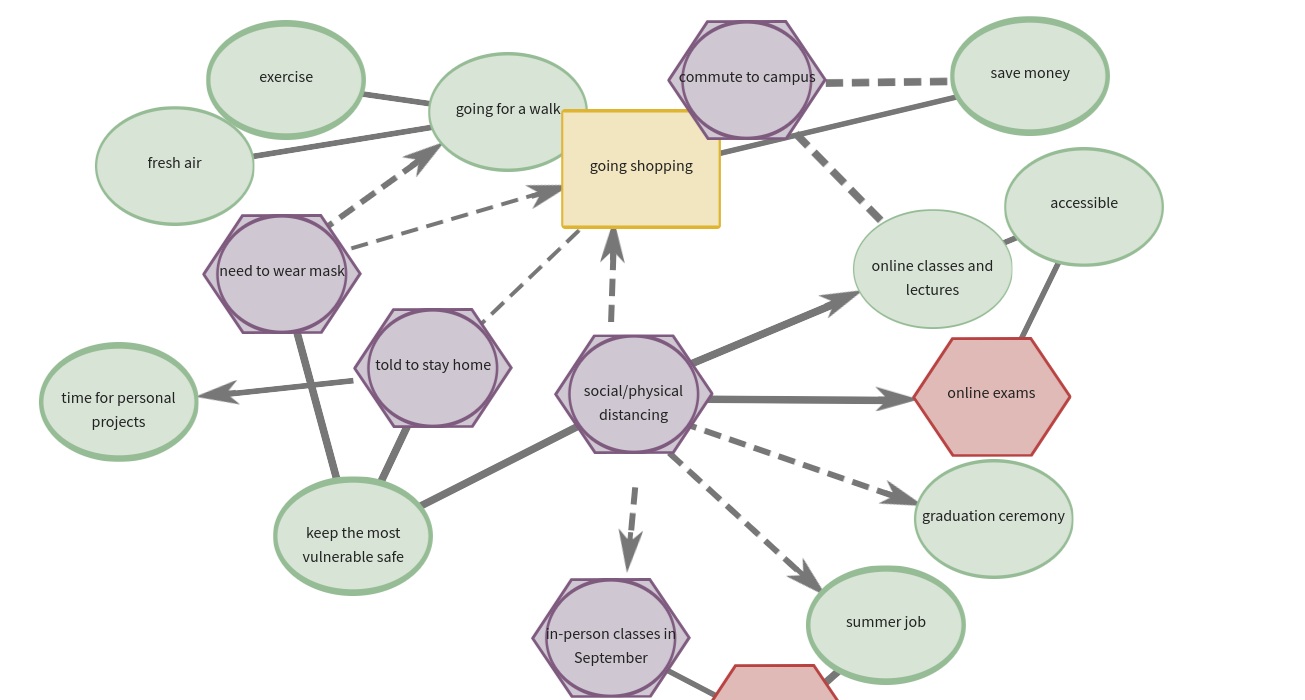 exercise
going for a walk
commute to campus
save money
fresh air
going shopping
accessible
need to wear mask
online classes and
lectures
told to stay home
time for personal
projects
social/physical
distancing
online exams
graduation ceremony
keep the most
vulnerable safe
summer job
in-person classes in
September